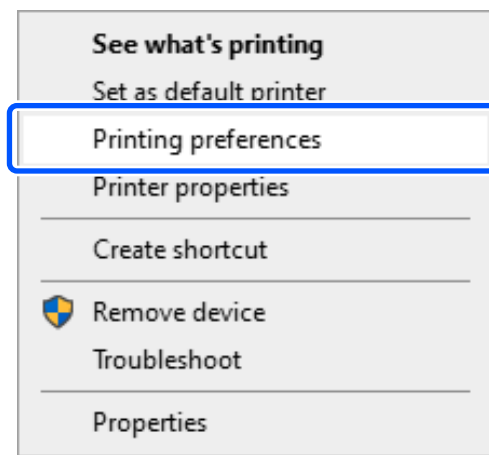 See what's printing
Set as default printer
Printing preferences
Printer properties
Create shortcut
Remove device
Troubleshoot
Properties